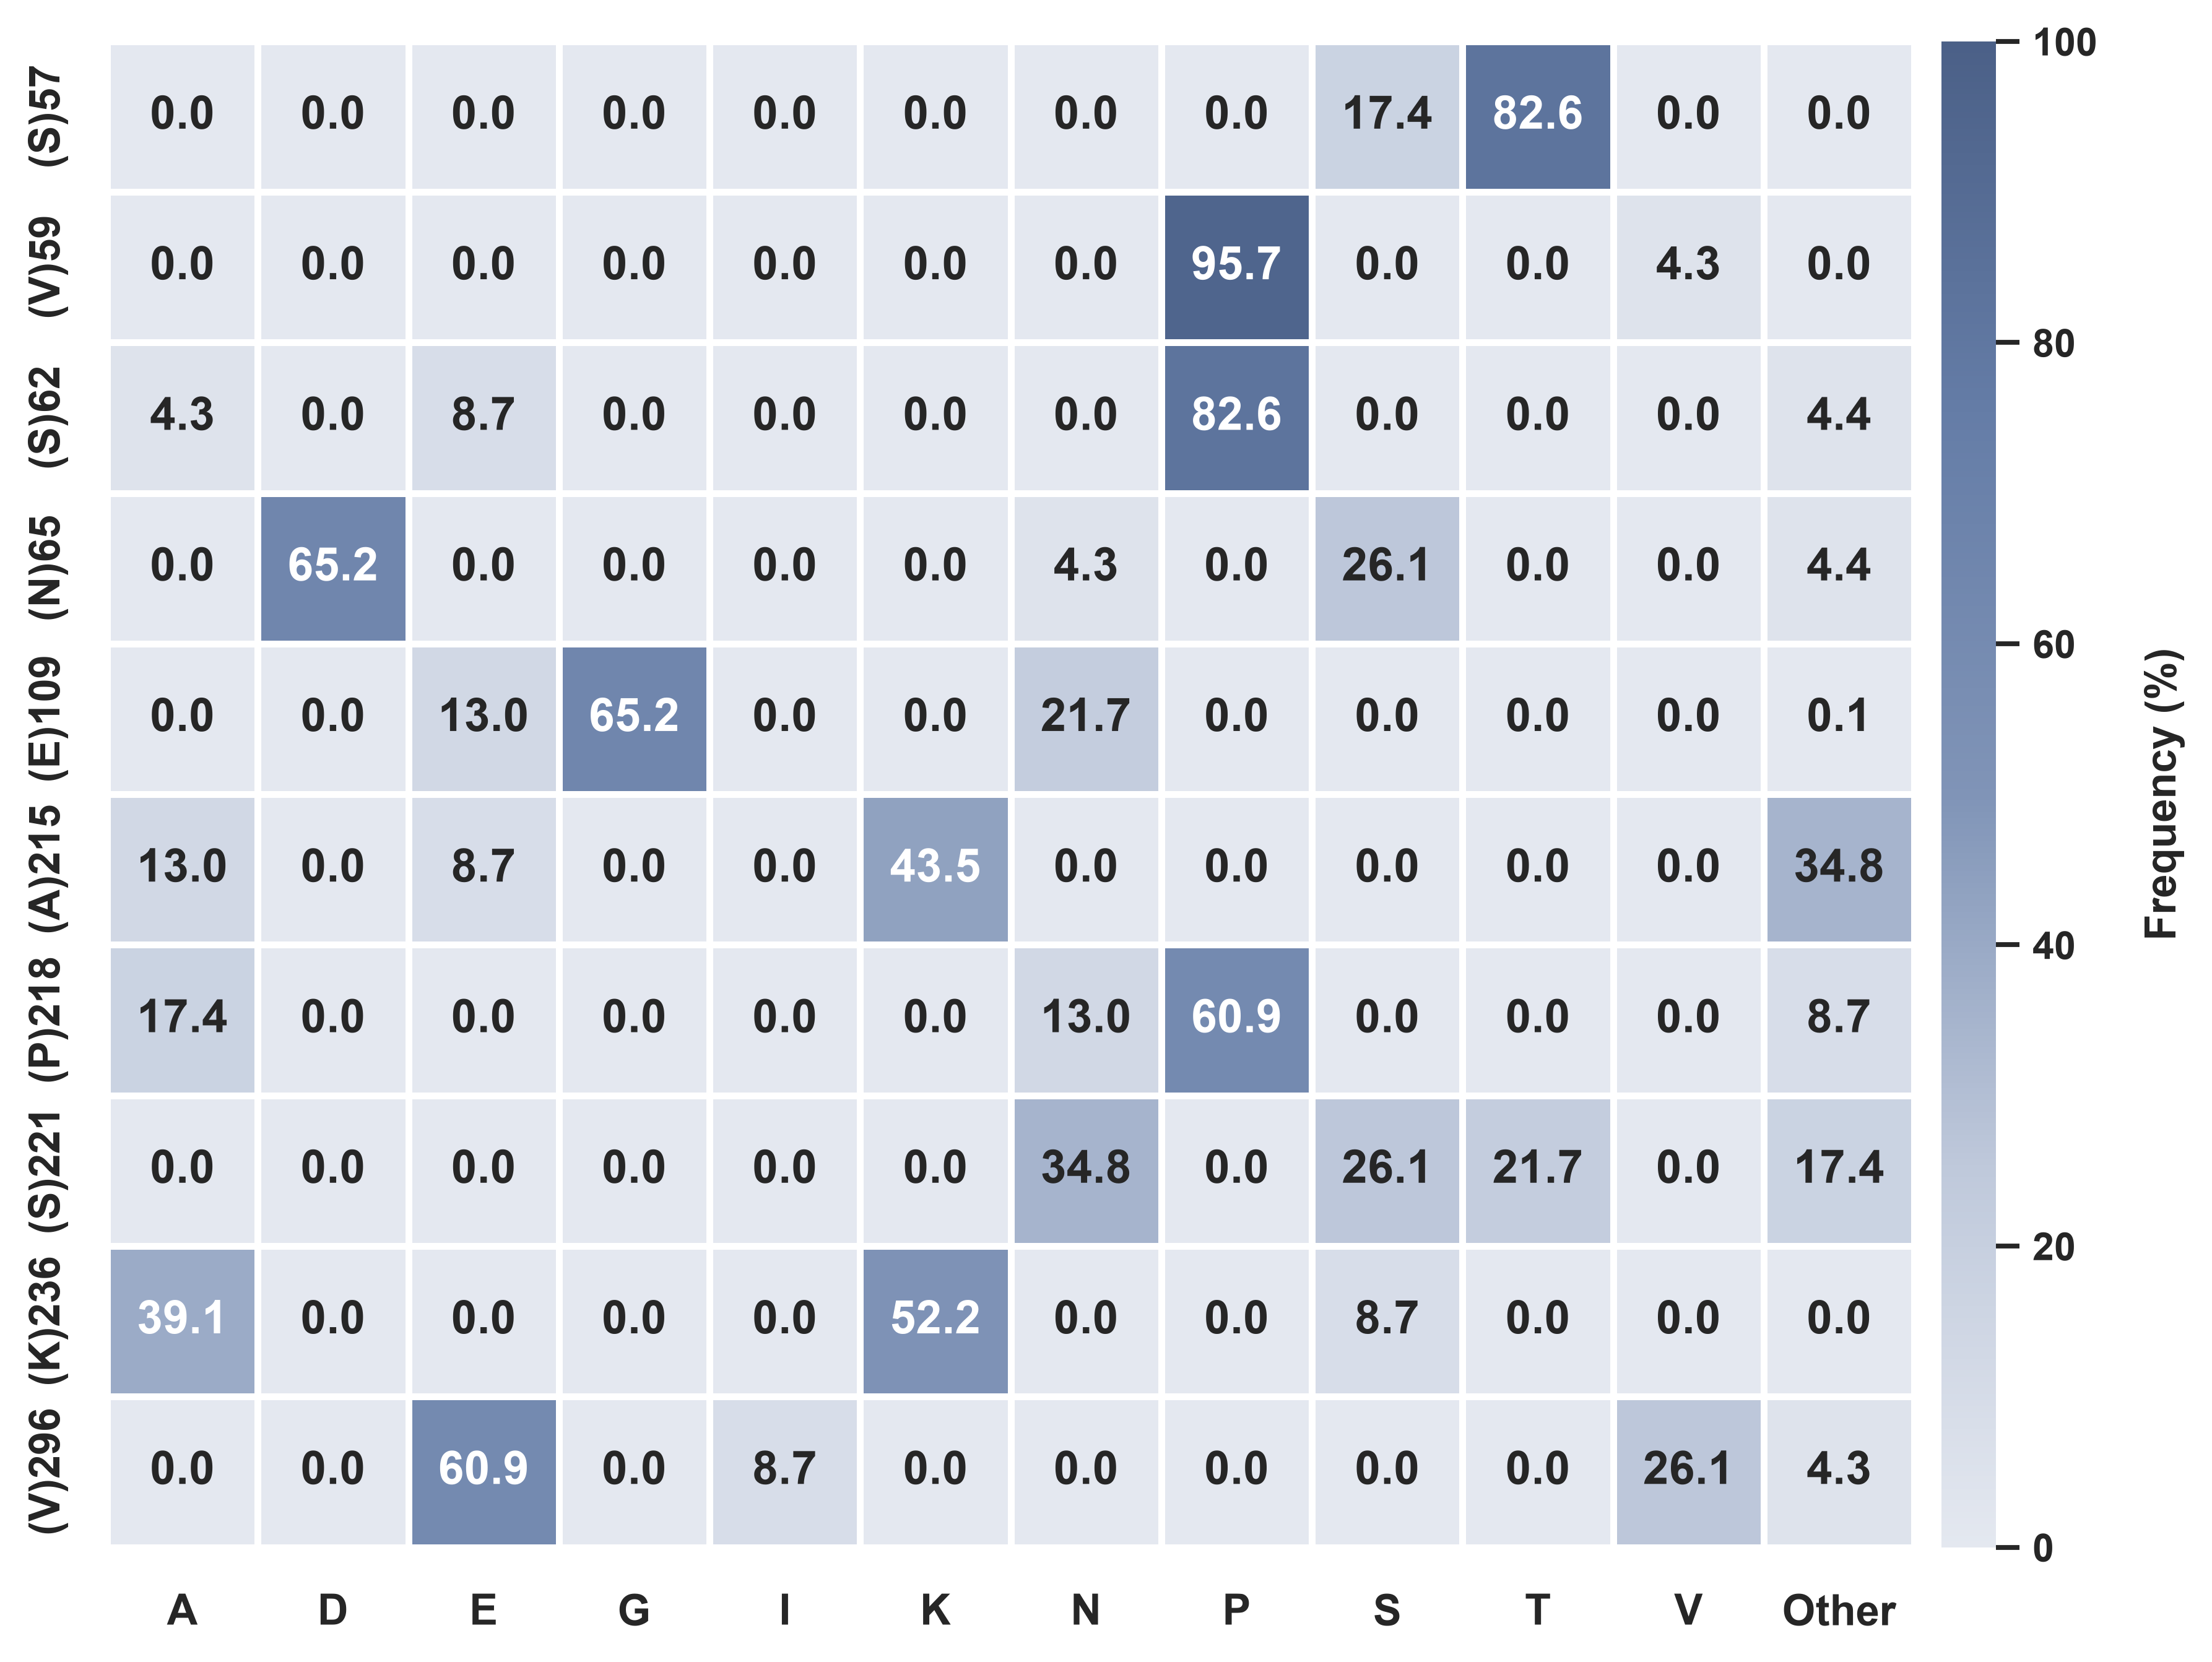 (S)57 0.0 0.0 0.0 0.0 0.0 0.0 0.0 0.0 17.4 82.6 0.0 0.0
(V)59 0.0 0.0 0.0 0.0 0.0 0.0 0.0 95.7 0.0 0.0 4.3 0.0
(S)62 4.3 0.0 8.7 0.0 0.0 0.0 0.0 82.6 0.0 0.0 0.0 4.4
(N)65 0.0 65.2 0.0 0.0 0.0 0.0 4.3 0.0 26.1 0.0 0.0 4.4
(E)109 0.0 0.0 13.0 65.2 0.0 0.0 21.7 0.0 0.0 0.0 0.0 0.1
(A)215 13.0 0.0 8.7 0.0 0.0 43.5 0.0 0.0 0.0 0.0 0.0 34.8
(P)218 17.4 0.0 0.0 0.0 0.0 0.0 13.0 60.9 0.0 0.0 0.0 8.7
(S)221 0.0 0.0 0.0 0.0 0.0 0.0 34.8 0.0 26.1 21.7 0.0 17.4
(K)236 39.1 0.0 0.0 0.0 0.0 52.2 0.0 0.0 8.7 0.0 0.0 0.0
(V)296 0.0 0.0 60.9 0.0 8.7 0.0 0.0 0.0 0.0 0.0 26.1 4.3
A D E G I K N P S T V Other
100
80
60
40
20
0
Frequency (%)